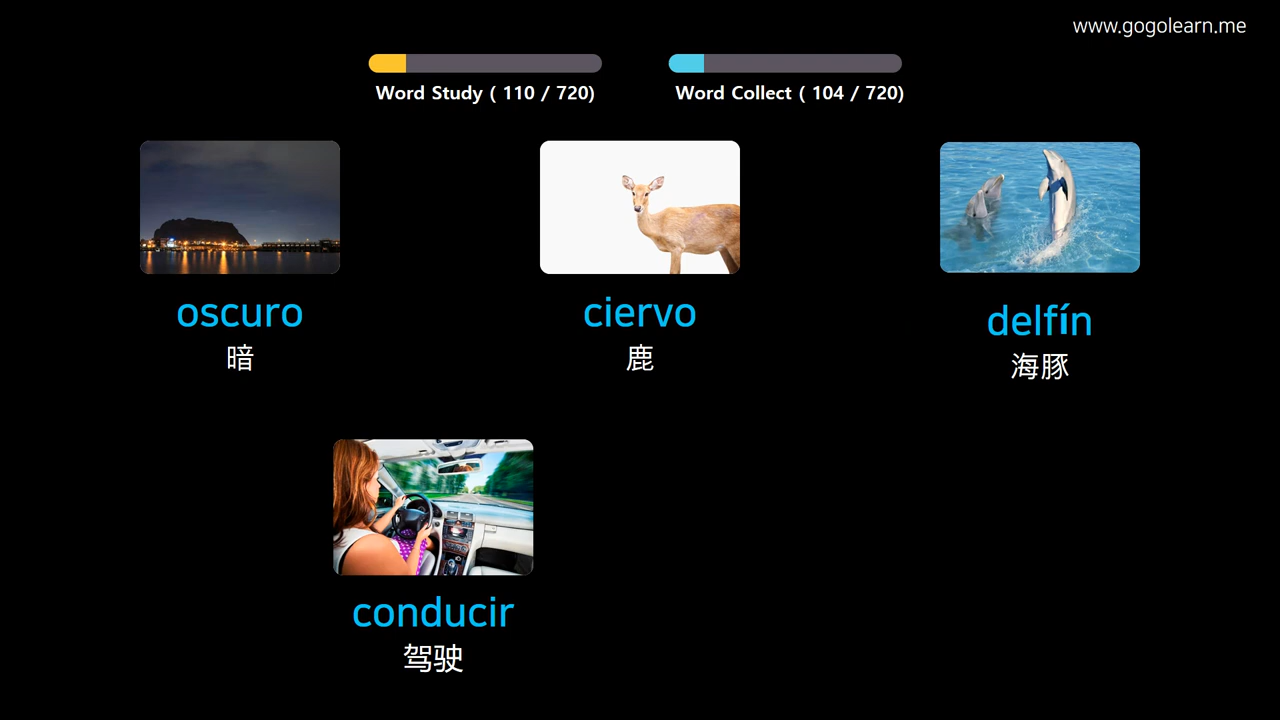 www.gogolearn.me
Word Study ( 110 / 720)
Word Collect ( 104 / 720)
oscuro
暗
ciervo
鹿
delfín
海豚
conducir
驾驶